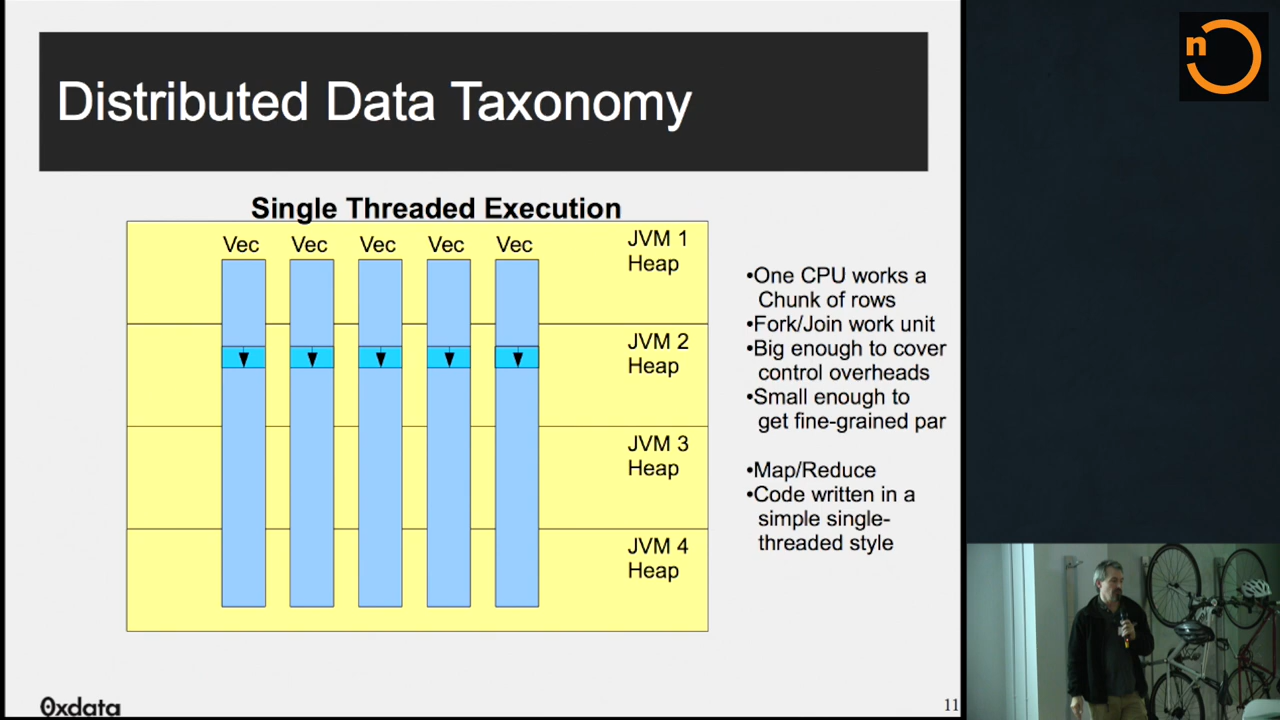 Distributed Data Taxonomy
Single Threaded Execution
Vec Vec Vec Vec Vec
JVM 1
Heap
JVM 2
Heap
JVM 3
Heap
JVM 4
Heap
•One CPU works a
Chunk of rows
•Fork/Join work unit
•Big enough to cover
control overheads
•Small enough to
get fine-grained par
•Map/Reduce
•Code written in a
simple single-
threaded style
0xdata
11
n